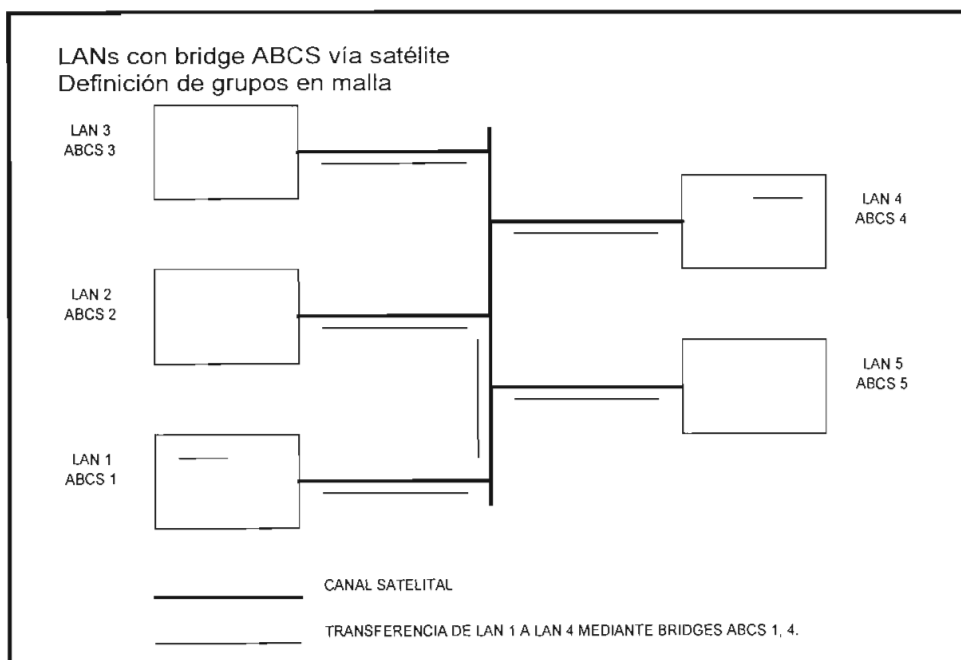 LANs con bridge ABCS vía satélite
Definición de grupos en malla
LAN 3
ABCS 3
LAN 4
ABCS 4
LAN 2
ABCS 2
LAN 5
ABCS 5
LAN 1
ABCS 1
CANAL SATELITAL
TRANSFERENCIA DE LAN 1 A LAN 4 MEDIANTE BRIDGES ABCS 1, 4.